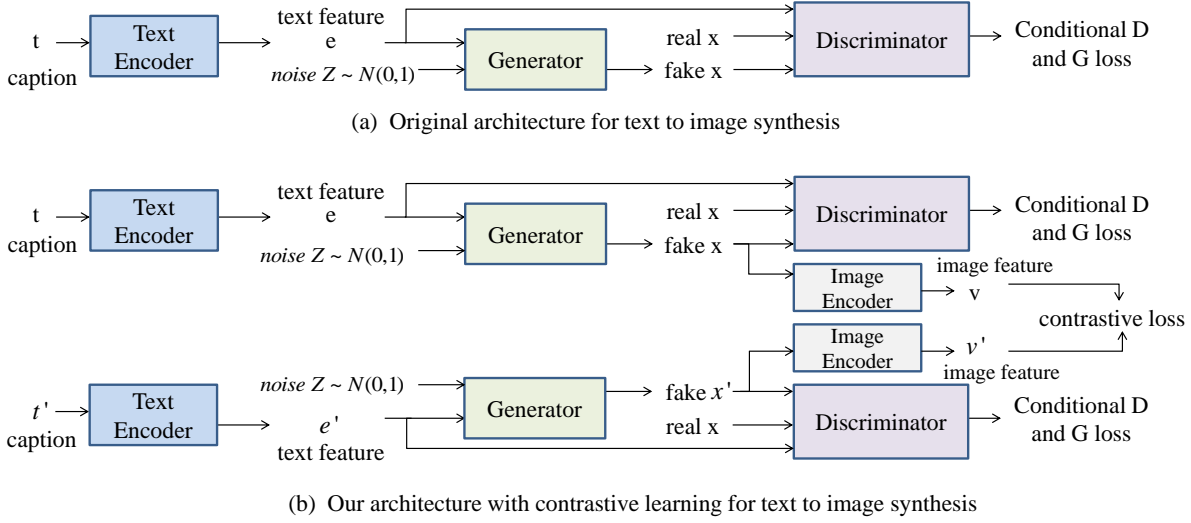 text feature
t
Text
Encoder
e
caption
noise Z ~ N(0,1)
Generator
real x
fake x
Discriminator
Conditional D
and G loss
(a) Original architecture for text to image synthesis
text feature
t
Text
Encoder
e
caption
noise Z ~ N(0,1)
Generator
real x
fake x
Discriminator
Conditional D
and G loss
Image
Encoder
image feature
v
contrastive loss
Image
Encoder
v'
image feature
t'
caption
Text
Encoder
noise Z ~ N(0,1)
e'
text feature
Generator
fake x'
real x
Discriminator
Conditional D
and G loss
(b) Our architecture with contrastive learning for text to image synthesis